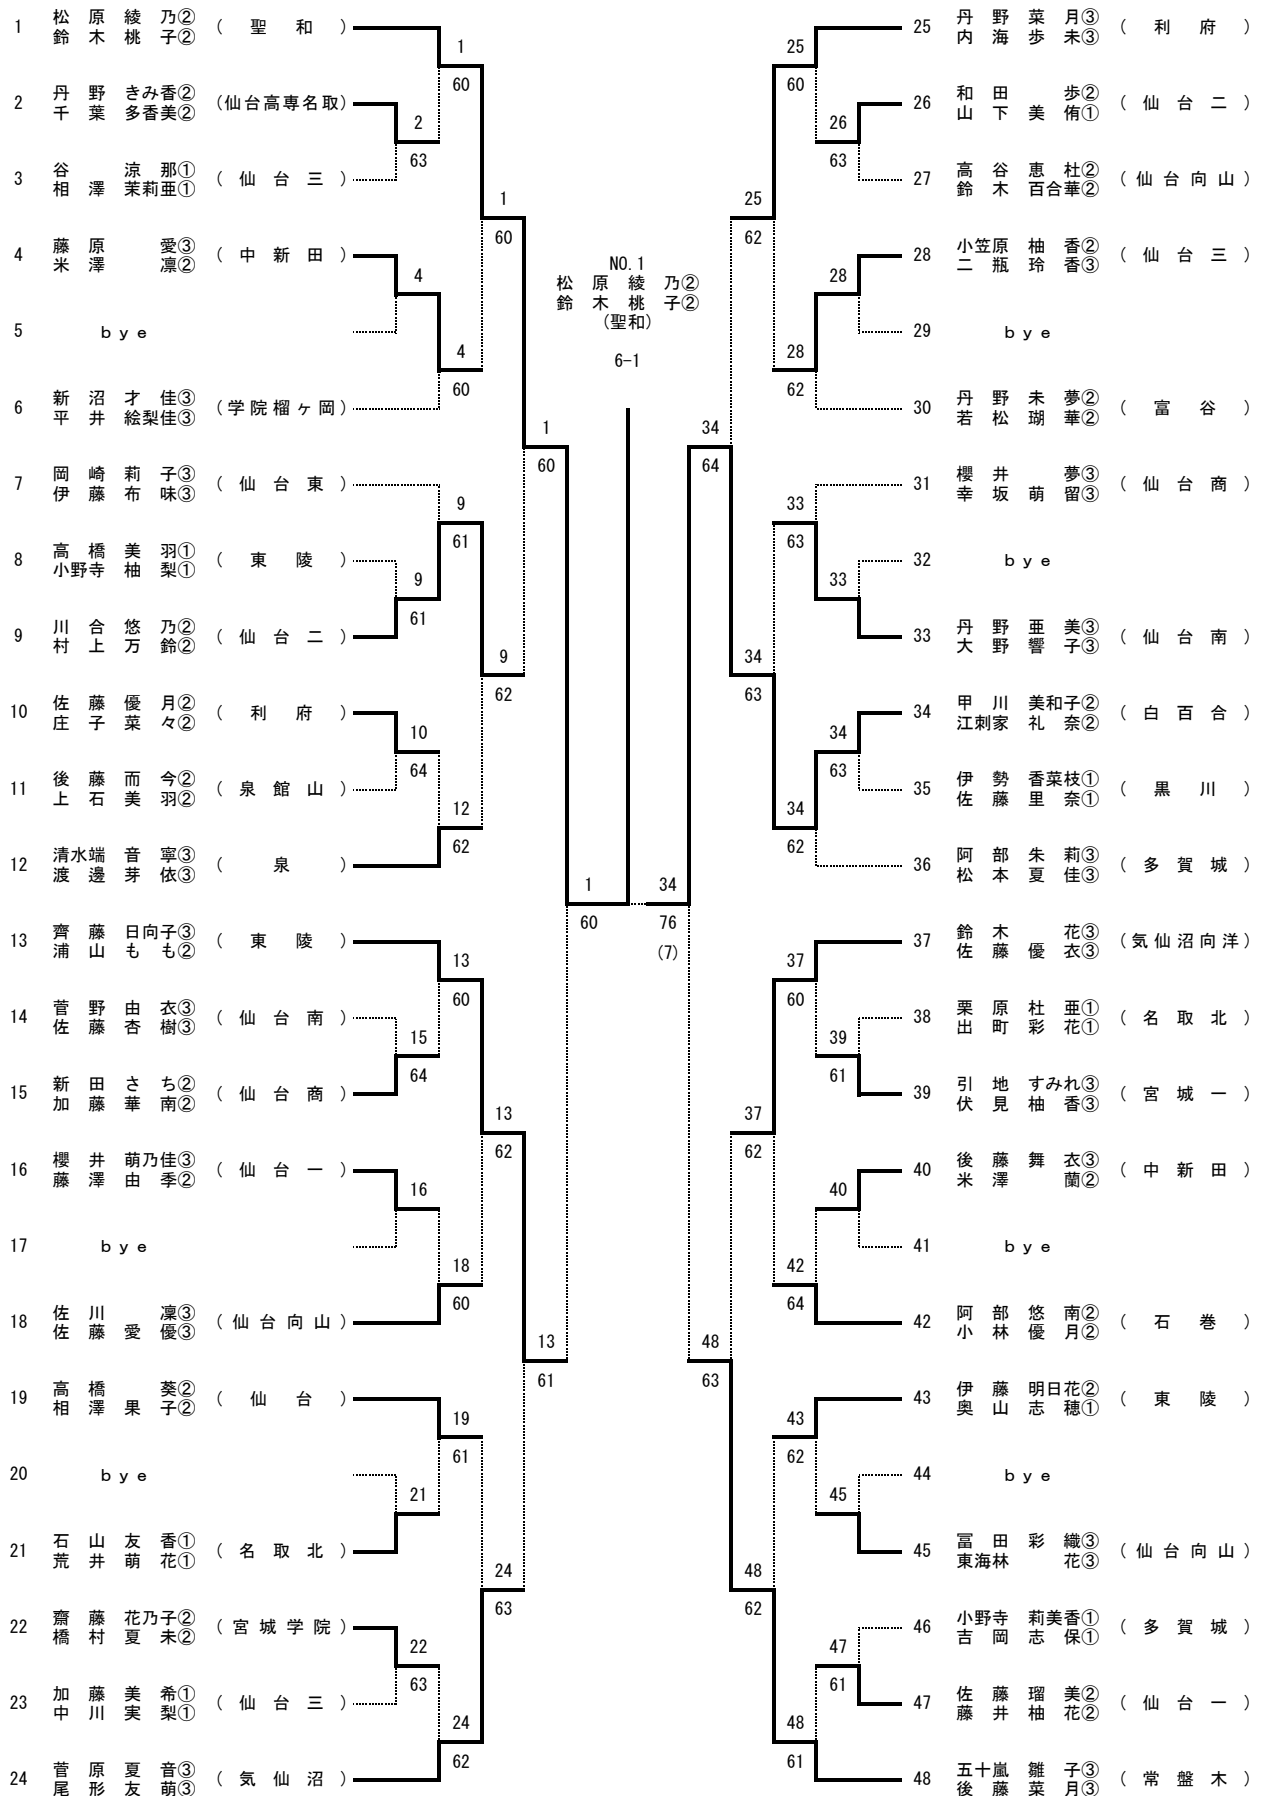 1 松原綾乃② 鈴木桃子② (聖和)
2 丹野きみ香② 千葉多香美② (仙台高専名取)
3 谷涼那① 相澤茉莉亜① (仙台三)
4 藤原愛③ 米澤凛② (中新田)
5 bye
6 新沼才佳③ 平井絵梨佳③ (学院榴ヶ岡)
7 岡崎莉子③ 伊藤布味③ (仙台東)
8 高橋美羽① 小野寺柚梨① (東陵)
9 川合悠乃② 村上万鈴② (仙台二)
10 佐藤優月② 庄子菜々② (利府)
11 後藤而今② 上石美羽② (泉館山)
12 清水端音寧③ 渡邊芽依③ (泉)
13 齊藤日向子③ 浦山もも② (東陵)
14 菅野由衣③ 佐藤杏樹③ (仙台南)
15 新田さち② 加藤華南② (仙台商)
16 櫻井萌乃佳③ 藤澤由季② (仙台一)
17 bye
18 佐川凜③ 佐藤愛優③ (仙台向山)
19 高橋葵② 相澤果子② (仙台)
20 bye
21 石山友香① 荒井萌花① (名取北)
22 齋藤花乃子② 橋村夏未② (宮城学院)
23 加藤美希① 中川実梨① (仙台三)
24 菅原夏音③ 尾形友萌③ (気仙沼)
2
63
4
9
61
10
64
15
64
16
21
22
63
1
60
4
60
9
61
12
62
13
60
18
60
19
61
24
62
1
60
9
62
13
62
24
63
1
60
13
61
1
60
NO.1
松原綾乃②
鈴木桃子②
(聖和)
6-1
34
76
(7)
34
64
48
63
25
62
34
63
37
62
48
62
25
60
28
62
33
63
34
62
37
60
42
64
43
62
48
61
26
63
28
33
34
63
39
61
40
45
47
61
25 丹野菜月③ 内海歩未③ (利府)
26 和田歩② 山下美侑① (仙台二)
27 高谷恵杜② 鈴木百合華② (仙台向山)
28 小笠原柚香② 二瓶玲香③ (仙台三)
29 bye
30 丹野未夢② 若松瑚華② (富谷)
31 櫻井夢③ 幸坂萌留③ (仙台商)
32 bye
33 丹野亜美③ 大野響子③ (仙台南)
34 甲川美和子② 江刺家礼奈② (白百合)
35 伊勢香菜枝① 佐藤里奈① (黒川)
36 阿部朱莉③ 松本夏佳③ (多賀城)
37 鈴木花③ 佐藤優衣③ (気仙沼向洋)
38 栗原杜亜① 出町彩花① (名取北)
39 引地すみれ③ 伏見柚香③ (宮城一)
40 後藤舞衣③ 米澤蘭② (中新田)
41 bye
42 阿部悠南② 小林優月② (石巻)
43 伊藤明日花② 奥山志穂① (東陵)
44 bye
45 冨田彩織③ 東海林花③ (仙台向山)
46 小野寺莉美香① 吉岡志保① (多賀城)
47 佐藤瑠美② 藤井柚花② (仙台一)
48 五十嵐雛子③ 後藤菜月③ (常盤木)